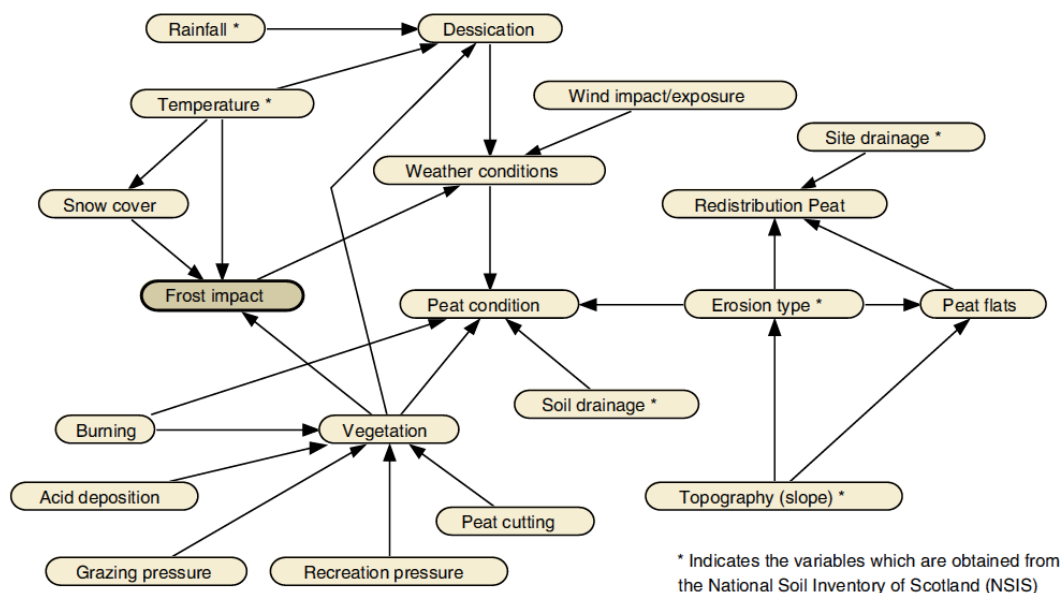 Rainfall *
Dessication
Temperature *
Wind impact/exposure
Site drainage *
Weather conditions
Snow cover
Redistribution Peat
Frost impact
Peat condition
Erosion type *
Peat flats
Soil drainage *
Burning
Vegetation
Acid deposition
Topography (slope) *
Peat cutting
Grazing pressure
Recreation pressure
* Indicates the variables which are obtained from
the National Soil Inventory of Scotland (NSIS)